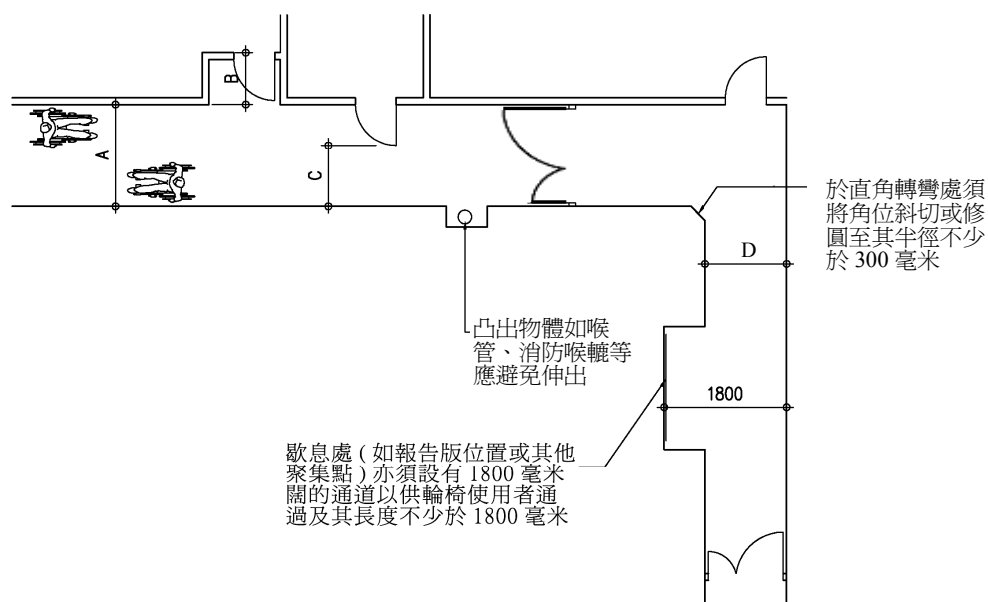 B
A
C
於直角轉彎處須
將角位斜切或修
圓至其半徑不少
於 300 毫米
D
凸出物體如喉
管、消防喉轆等
應避免伸出
1800
歇息處 ( 如報告版位置或其他
聚集點 ) 亦須設有 1800 毫米
闊的通道以供輪椅使用者通
過及其長度不少於 1800 毫米